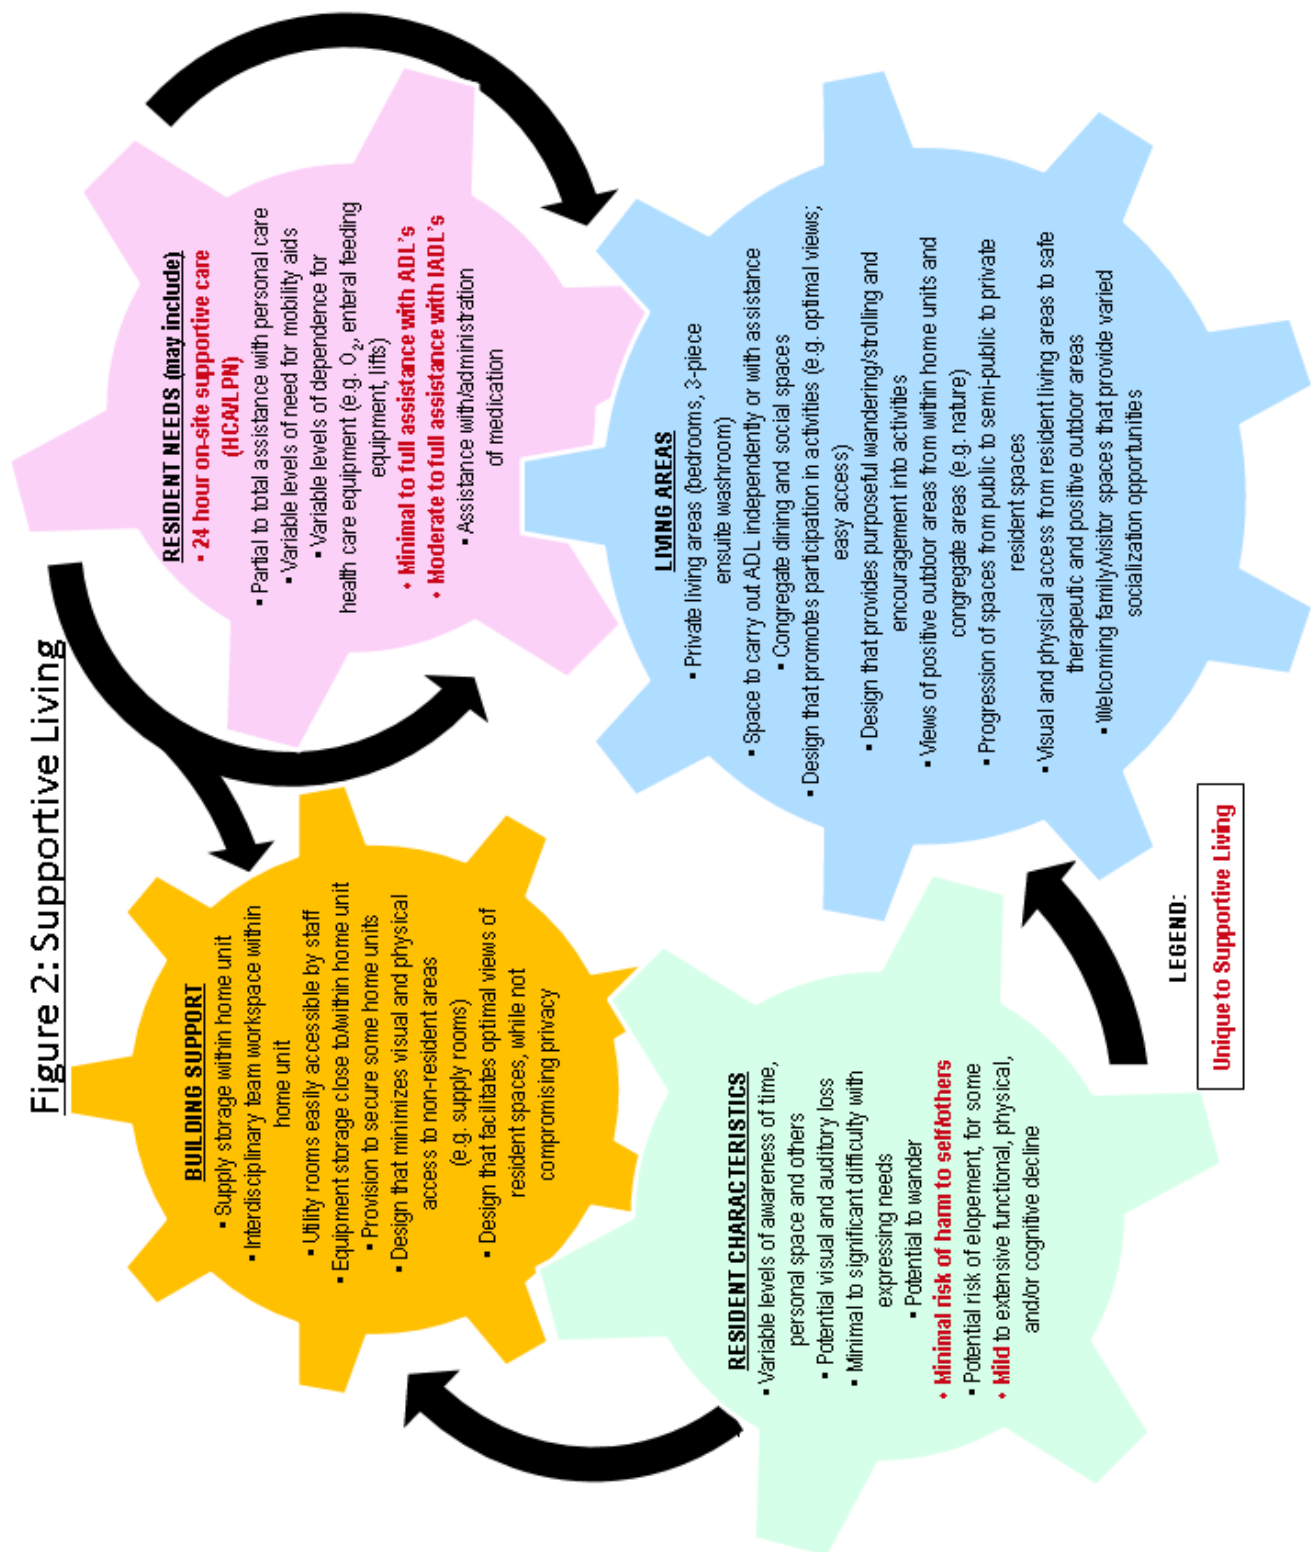 Figure 2: Supportive Living
BUILDING SUPPORT
▪ Supply storage within home unit
▪ Interdisciplinary team workspace within
home unit
▪ Utility rooms easily accessible by staff
▪ Equipment storage close to/within home unit
▪ Provision to secure some home units
▪ Design that minimizes visual and physical
access to non-resident areas
(e.g. supply rooms)
▪ Design that facilitates optimal views of
resident spaces, while not
compromising privacy
RESIDENT NEEDS (may include)
▪ 24 hour on-site supportive care
(HCA/LPN)
▪ Partial to total assistance with personal care
▪ Variable levels of need for mobility aids
▪ Variable levels of dependence for
health care equipment (e.g. O₂, enteral feeding
equipment, lifts)
▪ Minimal to full assistance with ADL's
▪ Moderate to full assistance with IADL's
▪ Assistance with/administration
of medication
RESIDENT CHARACTERISTICS
▪ Variable levels of awareness of time,
personal space and others
▪ Potential visual and auditory loss
▪ Minimal to significant difficulty with
expressing needs
▪ Potential to wander
▪ Minimal risk of harm to self/others
▪ Potential risk of elopement, for some
▪ Mild to extensive functional, physical,
and/or cognitive decline
LIVING AREAS
▪ Private living areas (bedrooms, 3-piece
ensuite washroom)
▪ Space to carry out ADL independently or with assistance
▪ Congregate dining and social spaces
▪ Design that promotes participation in activities (e.g. optimal views;
easy access)
▪ Design that provides purposeful wandering/strolling and
encouragement into activities
▪ Views of positive outdoor areas from within home units and
congregate areas (e.g. nature)
▪ Progression of spaces from public to semi-public to private
resident spaces
▪ Visual and physical access from resident living areas to safe
therapeutic and positive outdoor areas
▪ Welcoming family/visitor spaces that provide varied
socialization opportunities
LEGEND:
Unique to Supportive Living